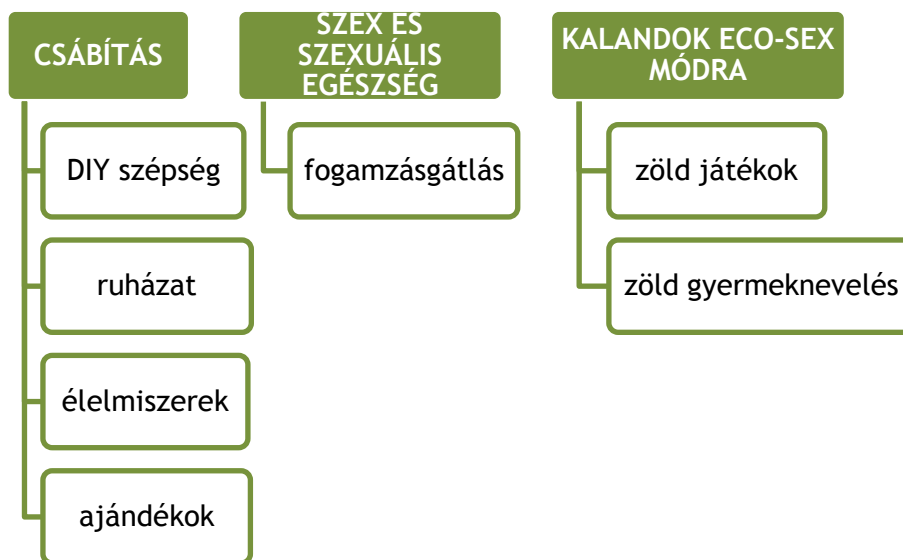 CSÁBÍTÁS
DIY szépség
ruházat
élelmiszerek
ajándékok
SZEX ÉS
SZEXUÁLIS
EGÉSZSÉG
fogamzásgátlás
KALANDOK ECO-SEX
MÓDRA
zöld játékok
zöld gyermeknevelés